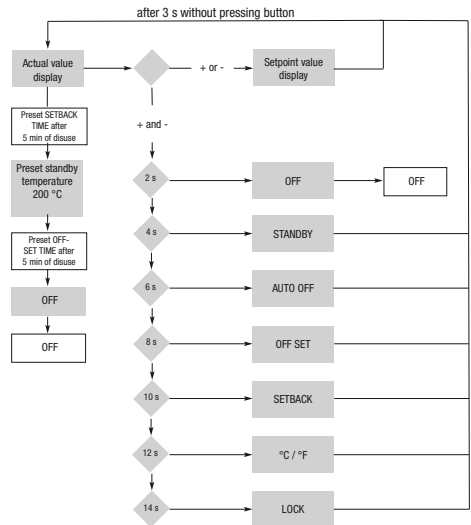 after 3 s without pressing button
Actual value
display
+ or -
Setpoint value
display
Preset SETBACK
TIME after
5 min of disuse
+ and -
Preset standby
temperature
200 °C
2 s
OFF
OFF
4 s
STANDBY
Preset OFF-
SET TIME after
5 min of disuse
6 s
AUTO OFF
OFF
8 s
OFF SET
OFF
10 s
SETBACK
12 s
°C / °F
14 s
LOCK